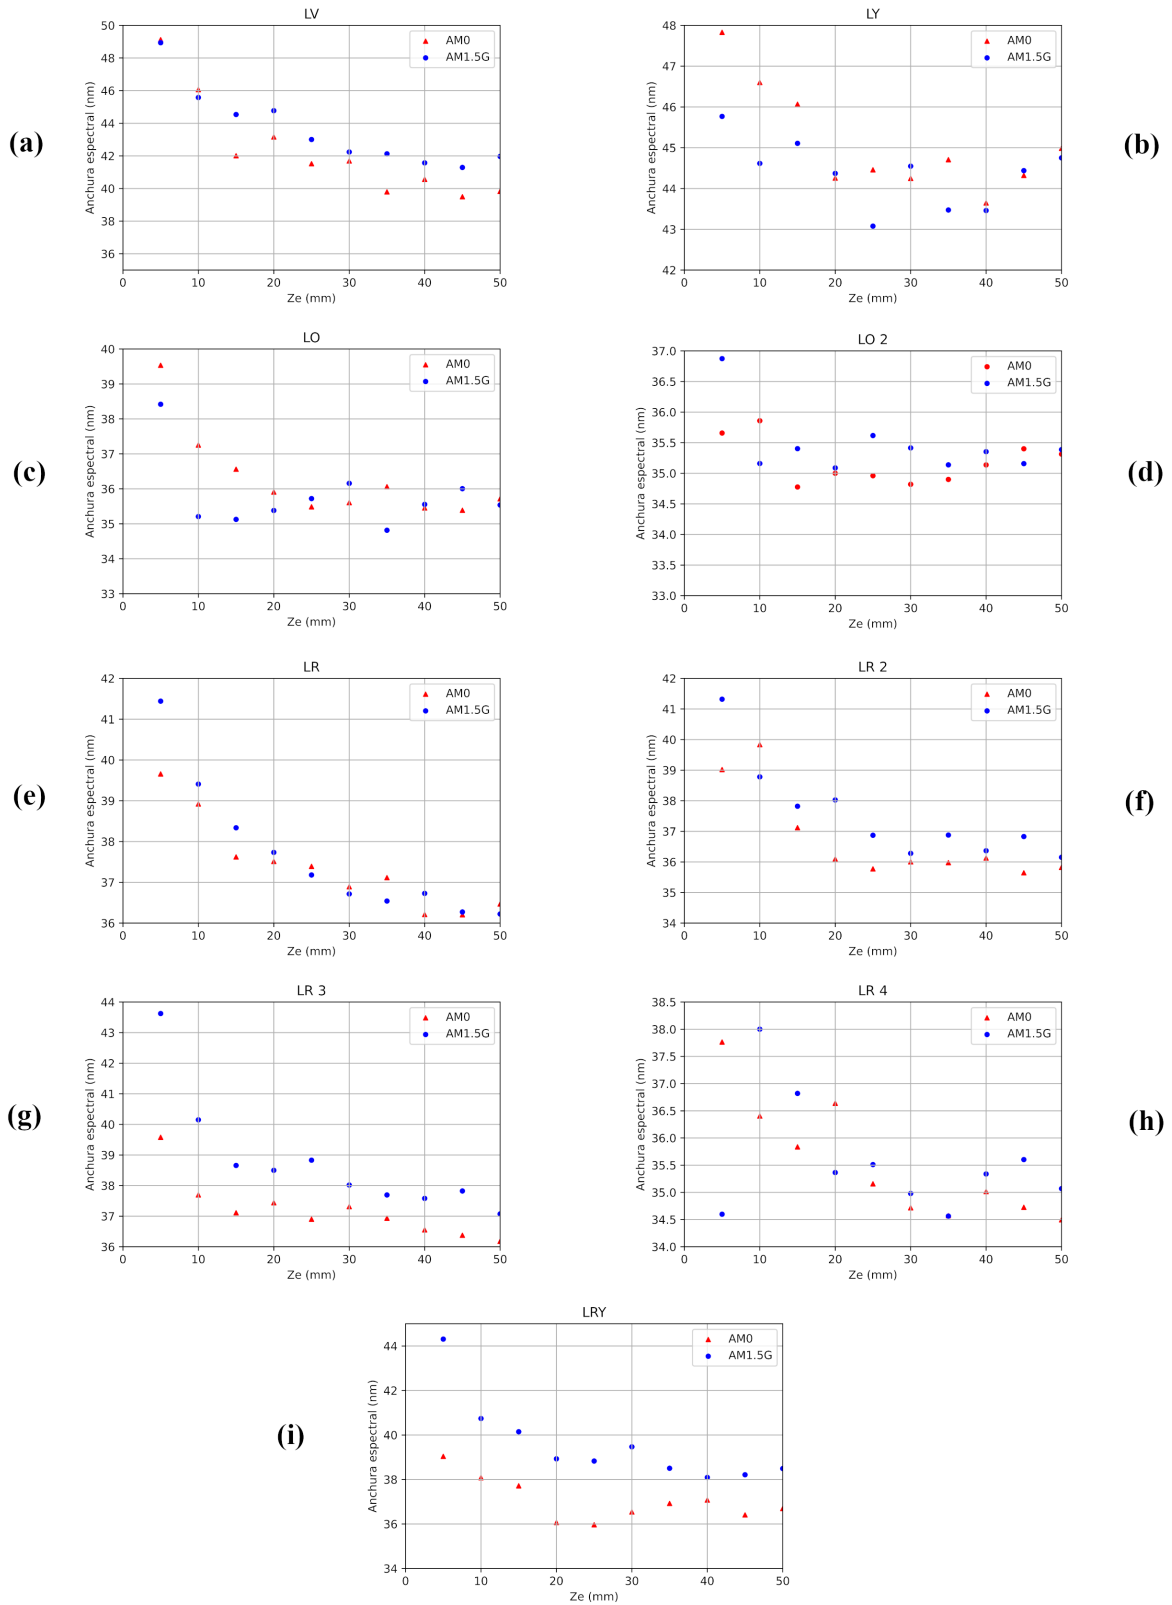 LV
AM0
AM1.5G
50
48
46
44
42
40
38
36
Anchura espectral (nm)
0 10 20 30 40 50
Ze (mm)
(a)
LY
AM0
AM1.5G
48
47
46
45
44
43
42
Anchura espectral (nm)
0 10 20 30 40 50
Ze (mm)
(b)
LO
AM0
AM1.5G
40
39
38
37
36
35
34
33
Anchura espectral (nm)
0 10 20 30 40 50
Ze (mm)
(c)
LO 2
AM0
AM1.5G
37.0
36.5
36.0
35.5
35.0
34.5
34.0
33.5
33.0
Anchura espectral (nm)
0 10 20 30 40 50
Ze (mm)
(d)
LR
AM0
AM1.5G
42
41
40
39
38
37
36
Anchura espectral (nm)
0 10 20 30 40 50
Ze (mm)
(e)
LR 2
AM0
AM1.5G
42
41
40
39
38
37
36
35
34
Anchura espectral (nm)
0 10 20 30 40 50
Ze (mm)
(f)
LR 3
AM0
AM1.5G
44
43
42
41
40
39
38
37
36
Anchura espectral (nm)
0 10 20 30 40 50
Ze (mm)
(g)
LR 4
AM0
AM1.5G
38.5
38.0
37.5
37.0
36.5
36.0
35.5
35.0
34.5
34.0
Anchura espectral (nm)
0 10 20 30 40 50
Ze (mm)
(h)
LRY
AM0
AM1.5G
44
42
40
38
36
34
Anchura espectral (nm)
0 10 20 30 40 50
Ze (mm)
(i)